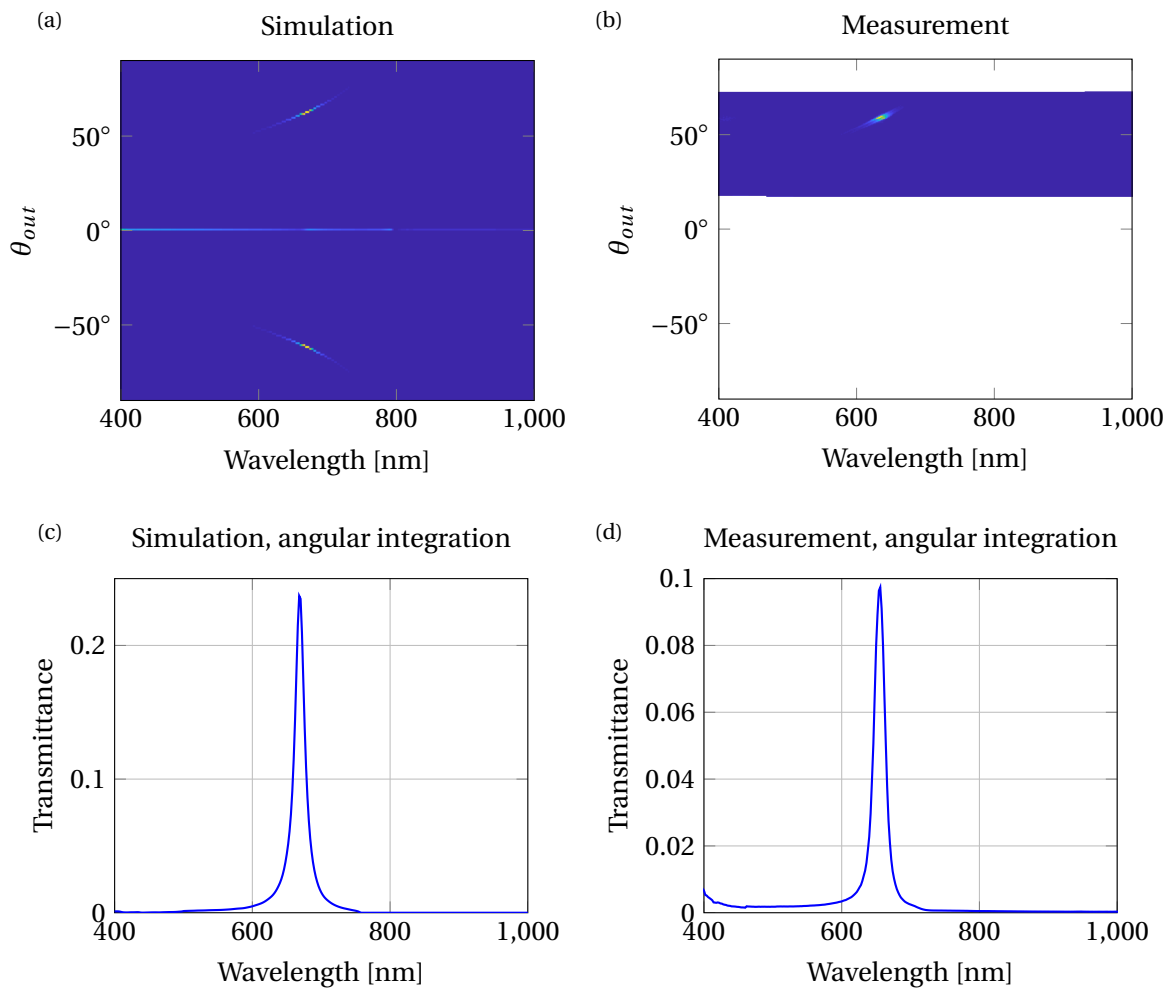 (a)
Simulation
50°
0°
−50°
θout
400 600 800 1,000
Wavelength [nm]
(b)
Measurement
50°
0°
−50°
θout
400 600 800 1,000
Wavelength [nm]
(c)
Simulation, angular integration
0.2
0.1
0
Transmittance
400 600 800 1,000
Wavelength [nm]
(d)
Measurement, angular integration
0.1
0.08
0.06
0.04
0.02
0
Transmittance
400 600 800 1,000
Wavelength [nm]